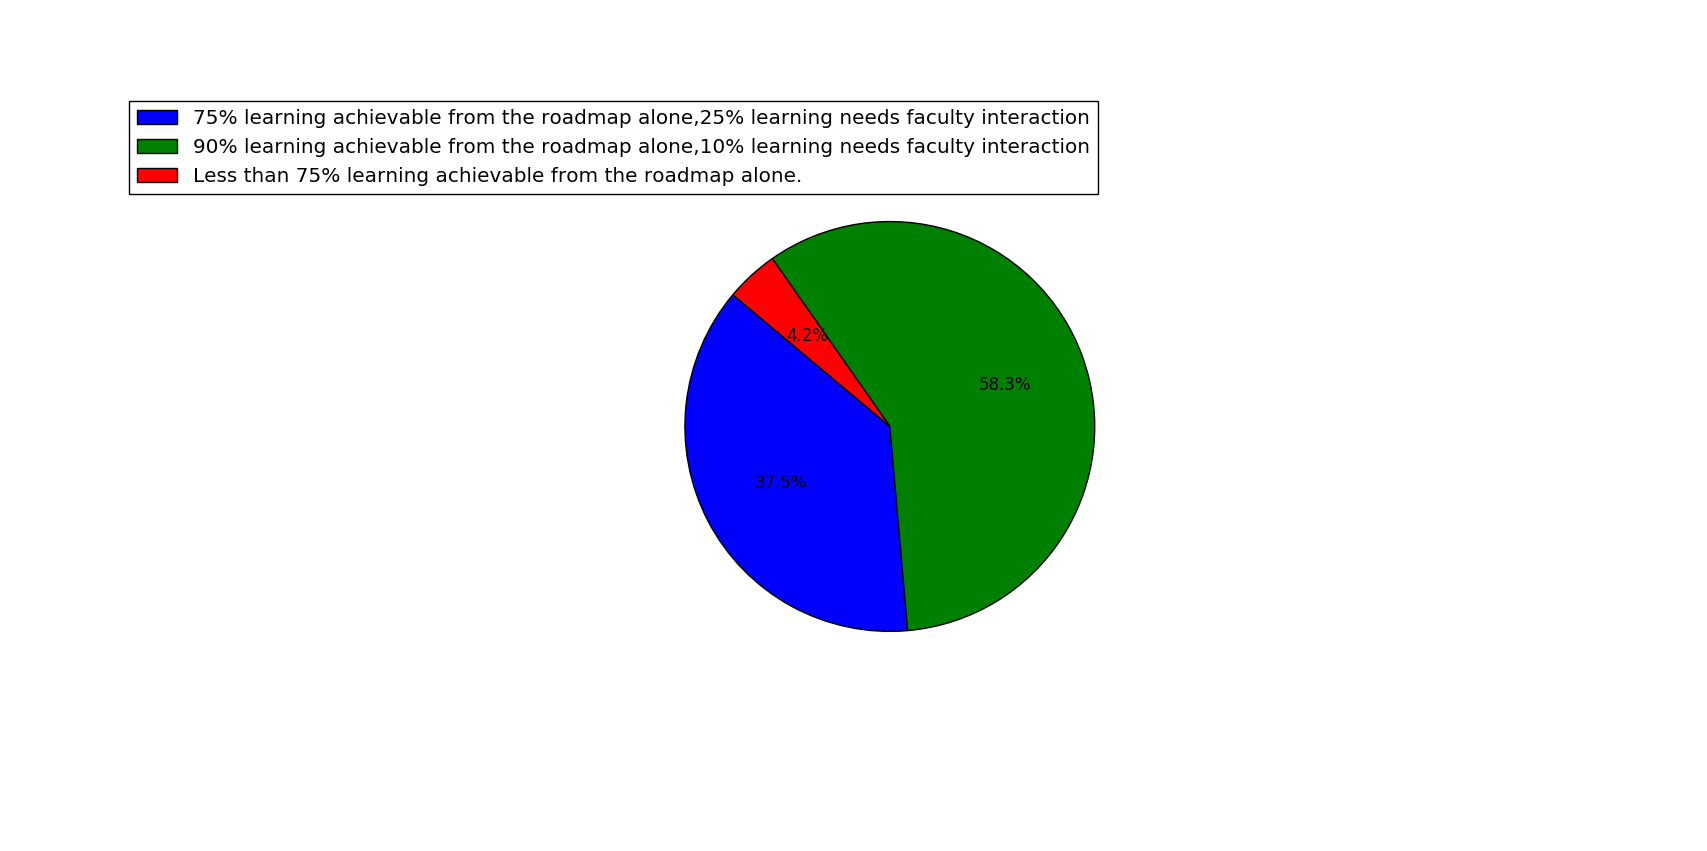 75% learning achievable from the roadmap alone,25% learning needs faculty interaction
90% learning achievable from the roadmap alone,10% learning needs faculty interaction
Less than 75% learning achievable from the roadmap alone.
4.2%
58.3%
37.5%